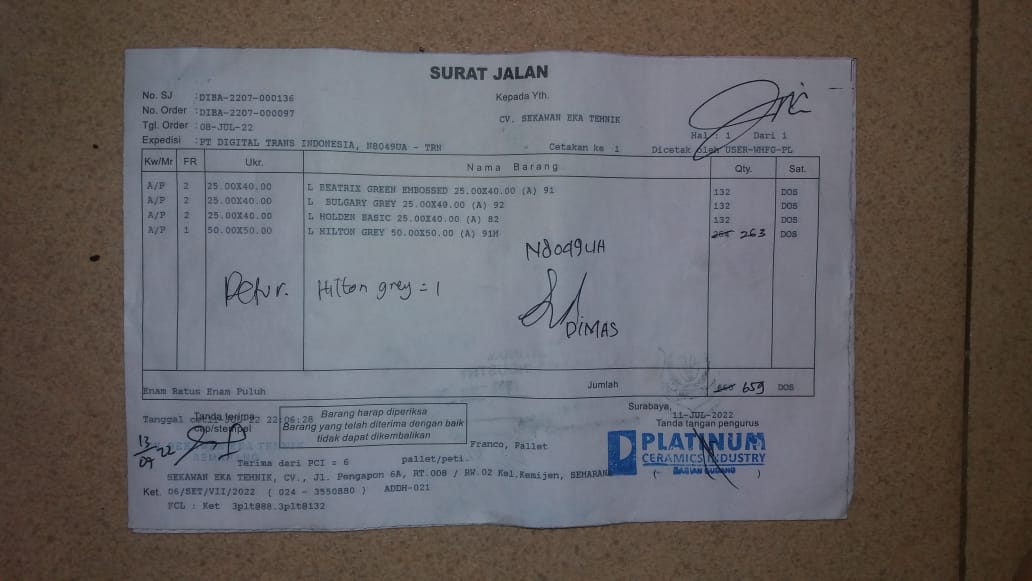 SURAT JALAN
No. SJ : DIBA-2207-000136
Kepada Yth.
No. Order : DIBA-2207-000097
CV. SEKAWAN EKA TEHNIK
Tgl. Order : 08-JUL-22
Hal : 1 Dari 1
Expedisi : PT DIGITAL TRANS INDONESIA, N8049UA - TRN
Cetakan ke 1 Dicetak oleh USER-WHFG-PL
Kw/Mr FR Ukr. Nama Barang Qty. Sat.
A/P 2 25.00X40.00 L BEATRIX GREEN EMBOSSED 25.00X40.00 (A) 91 132 DOS
A/P 2 25.00X40.00 L BULGARY GREY 25.00X40.00 (A) 92 132 DOS
A/P 2 25.00X40.00 L HOLDEN BASIC 25.00X40.00 (A) 82 132 DOS
A/P 1 50.00X50.00 L HILTON GREY 50.00X50.00 (A) 91M 263 DOS
N8049UA
Retur. Hilton grey = 1
DIMAS
Enam Ratus Enam Puluh Jumlah 659 DOS
Surabaya,
11-JUL-2022
Tanda terima
Tanda tangan pengurus
Tanggal 22:06:28
cap/stempel
Barang harap diperiksa
Barang yang telah diterima dengan baik
tidak dapat dikembalikan
13/07 22
Franco, Pallet
PLATINUM
CERAMICS INDUSTRY
BAGIAN GUDANG
( )
Terima dari PCI = 6 pallet/peti
SEKAWAN EKA TEHNIK, CV., Jl. Pengapon 6A, RT.008 / RW.02 Kel.Kemijen, SEMARANG
Ket. 06/SET/VII/2022 ( 024 - 3550880 ) ADDH-021
FCL : Ket 3plt@88.3plt@132